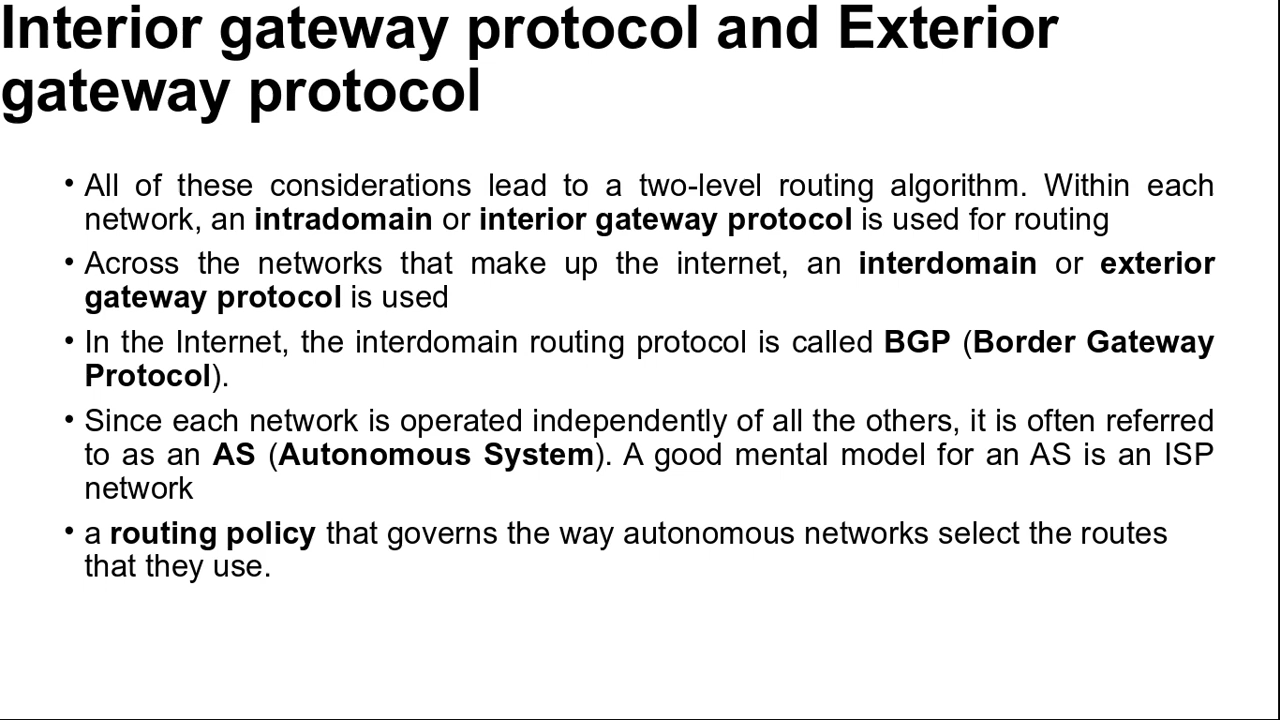 Interior gateway protocol and Exterior
gateway protocol
• All of these considerations lead to a two-level routing algorithm. Within each
network, an intradomain or interior gateway protocol is used for routing
• Across the networks that make up the internet, an interdomain or exterior
gateway protocol is used
• In the Internet, the interdomain routing protocol is called BGP (Border Gateway
Protocol).
• Since each network is operated independently of all the others, it is often referred
to as an AS (Autonomous System). A good mental model for an AS is an ISP
network
• a routing policy that governs the way autonomous networks select the routes
that they use.